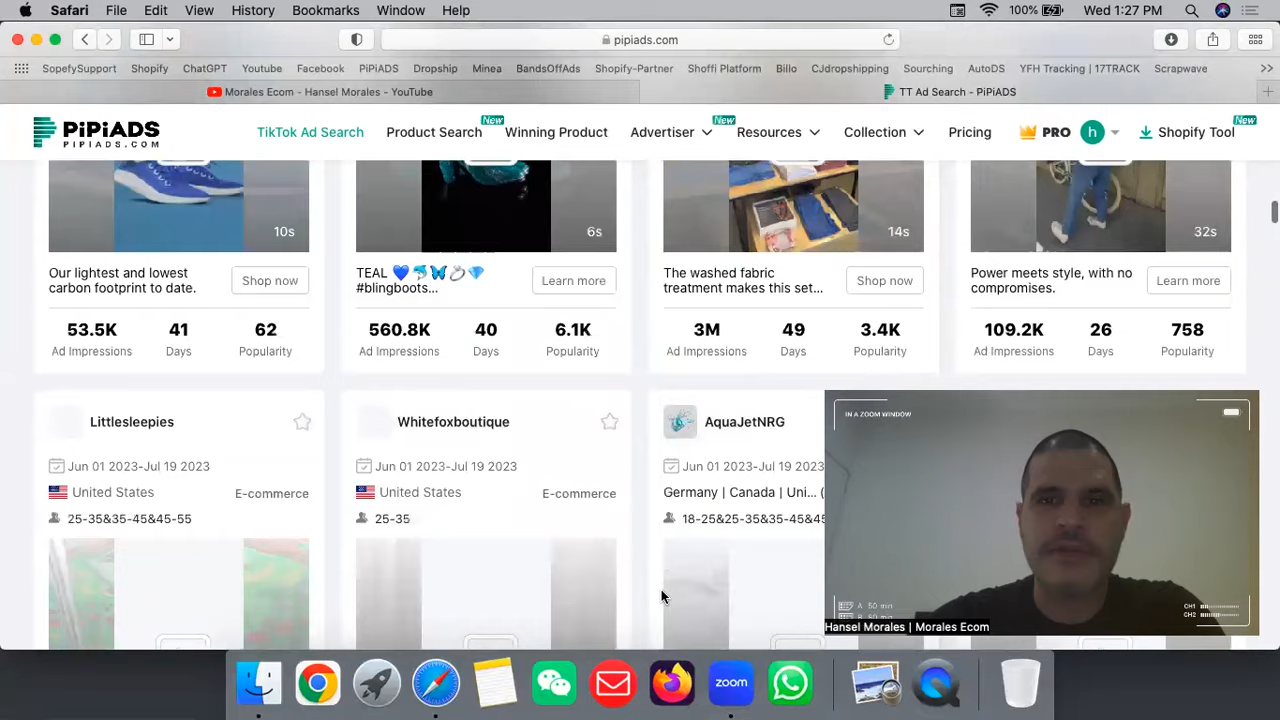 Safari File Edit View History Bookmarks Window Help 100% Wed 1:27 PM
pipiads.com
SopefySupport Shopify ChatGPT Youtube Facebook PiPiADS Dropship Minea BandsOffAds Shopify-Partner Shoffi Platform Billo CJdropshipping Sourching AutoDS YFH Tracking | 17TRACK Scrapwave
Morales Ecom - Hansel Morales - YouTube TT Ad Search - PiPiADS
PiPiADS
PIPIADS.COM
TikTok Ad Search Product Search New Winning Product Advertiser New Resources Collection Pricing PRO h Shopify Tool New
10s 6s 14s 32s
Our lightest and lowest carbon footprint to date. Shop now
TEAL 💙🐬🦋💍💎 #blingboots... Learn more
The washed fabric treatment makes this set... Shop now
Power meets style, with no compromises. Learn more
53.5K 41 62 560.8K 40 6.1K 3M 49 3.4K 109.2K 26 758
Ad Impressions Days Popularity Ad Impressions Days Popularity Ad Impressions Days Popularity Ad Impressions Days Popularity
Littlesleepies Whitefoxboutique AquaJetNRG
Jun 01 2023-Jul 19 2023 Jun 01 2023-Jul 19 2023 Jun 01 2023-Jul 19 2023
United States E-commerce United States E-commerce Germany | Canada | Uni... (
25-35&35-45&45-55 25-35 18-25&25-35&35-45&45
IN A ZOOM WINDOW
A 50 min
B 50 min
CH1
CH2
Hansel Morales | Morales Ecom
zoom